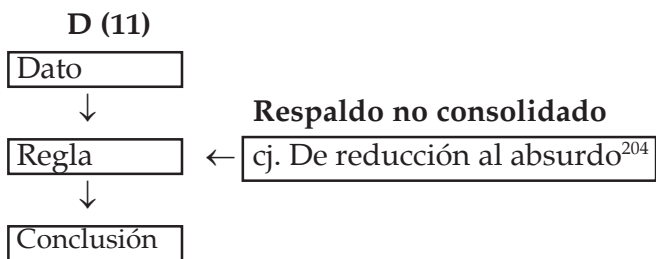 D (11)
Dato
↓
Respaldo no consolidado
Regla
← cj. De reducción al absurdo²⁰⁴
↓
Conclusión